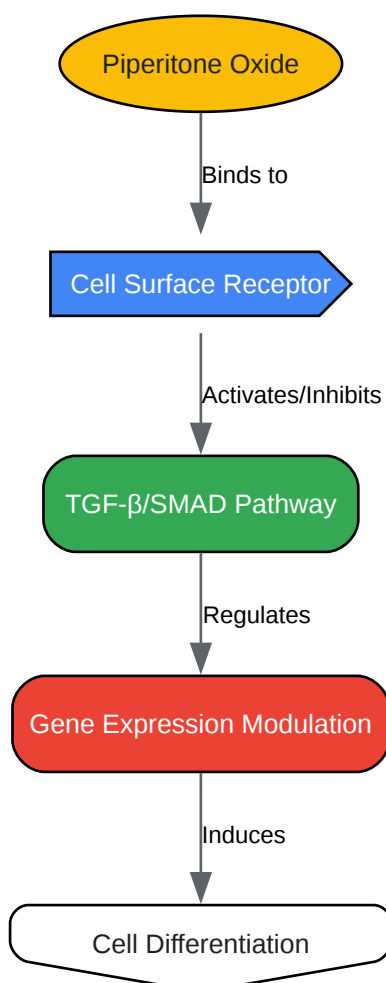 Piperitone Oxide
Binds to
Cell Surface Receptor
Activates/Inhibits
TGF-β/SMAD Pathway
Regulates
Gene Expression Modulation
Induces
Cell Differentiation